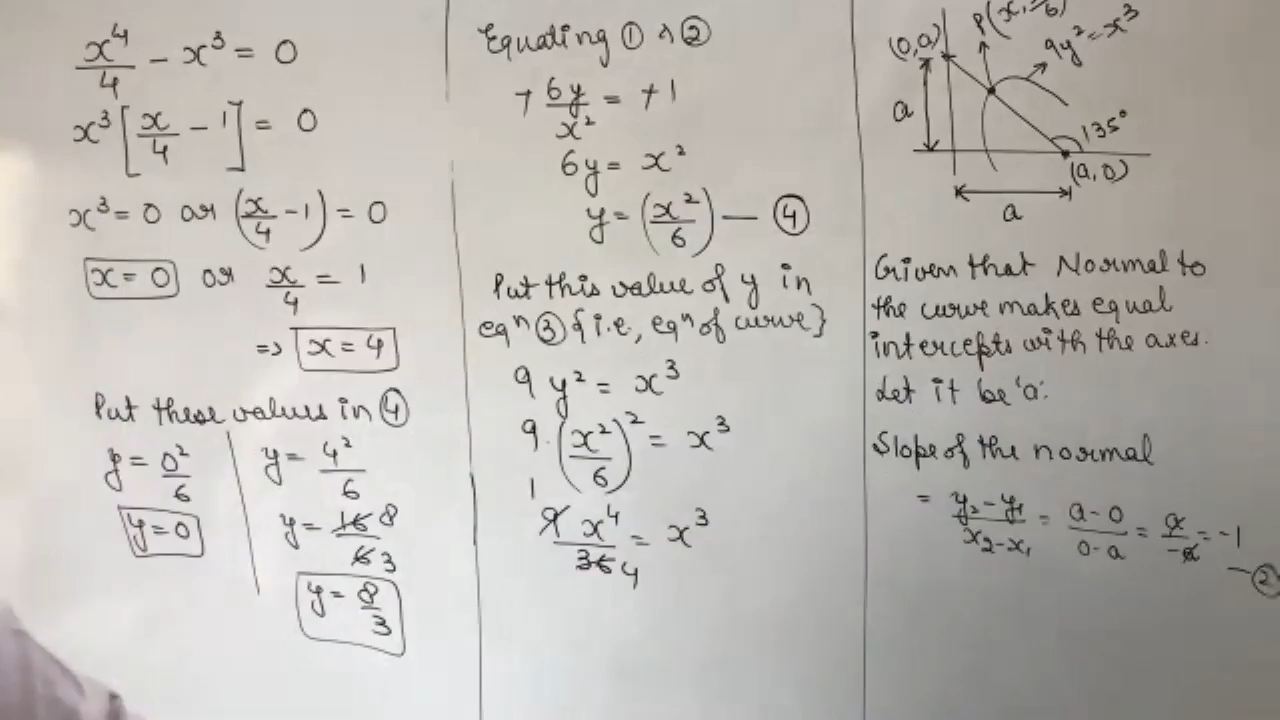 x⁴/4 - x³ = 0
x³[x/4 - 1] = 0
x³ = 0 or (x/4 - 1) = 0
x = 0 or x/4 = 1
⇒ x = 4
Put these values in ④
y = 0²/6
y = 0
y = 4²/6
y = 16 8/6 3
y = 8/3
Equating ① & ②
+ 6y/x² = + 1
6y = x²
y = (x²/6) — ④
Put this value of y in
eqⁿ ③ {i.e, eqⁿ of curve}
9 y² = x³
9. (x²/6)² = x³
1
9 x⁴/36 4 = x³
(0,a)
9y² = x³
a
135°
(a,0)
a
Given that Normal to
the curve makes equal
intercepts with the axes.
Let it be 'a'.
Slope of the normal
= y₂ - y₁/x₂ - x₁ = a - 0/0 - a = a/-a = -1
— ②